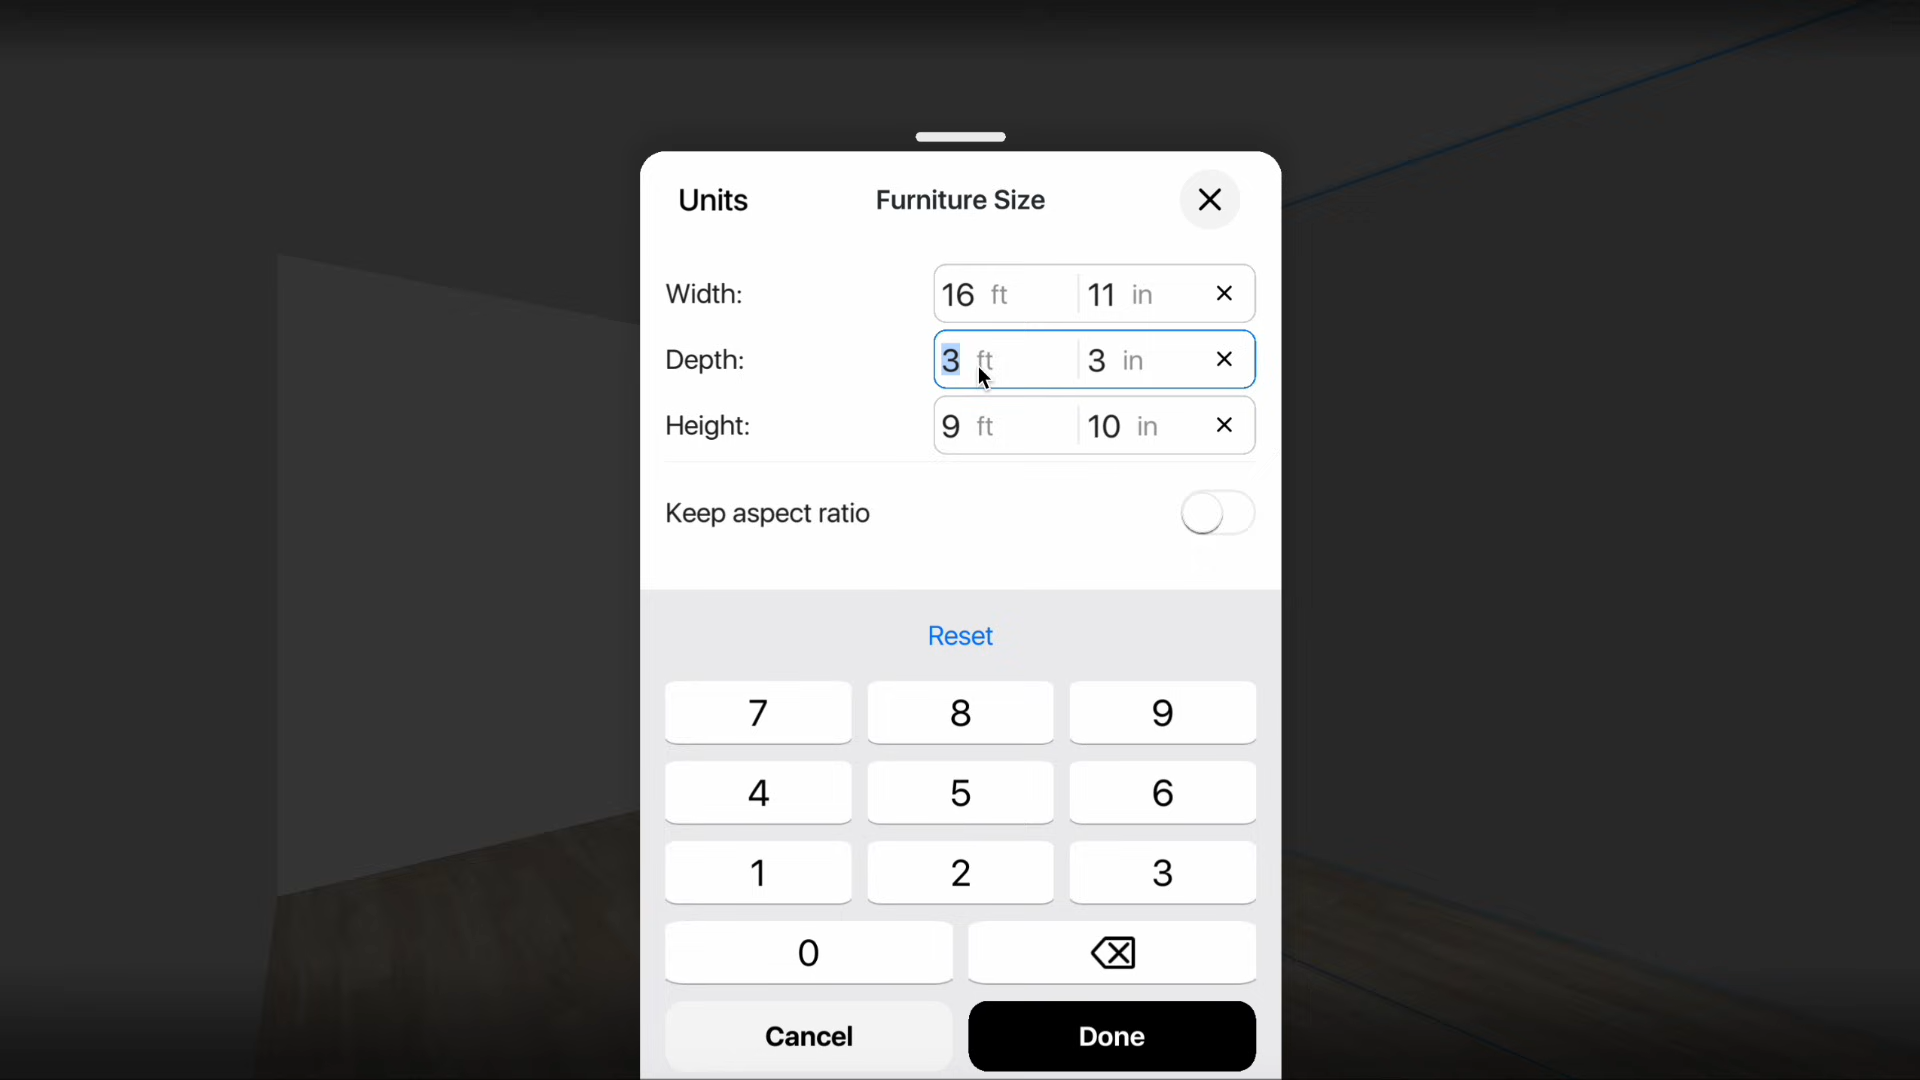 Units Furniture Size
Width: 16 ft 11 in
Depth: 3 ft 3 in
Height: 9 ft 10 in
Keep aspect ratio
Reset
7 8 9
4 5 6
1 2 3
0
Cancel Done